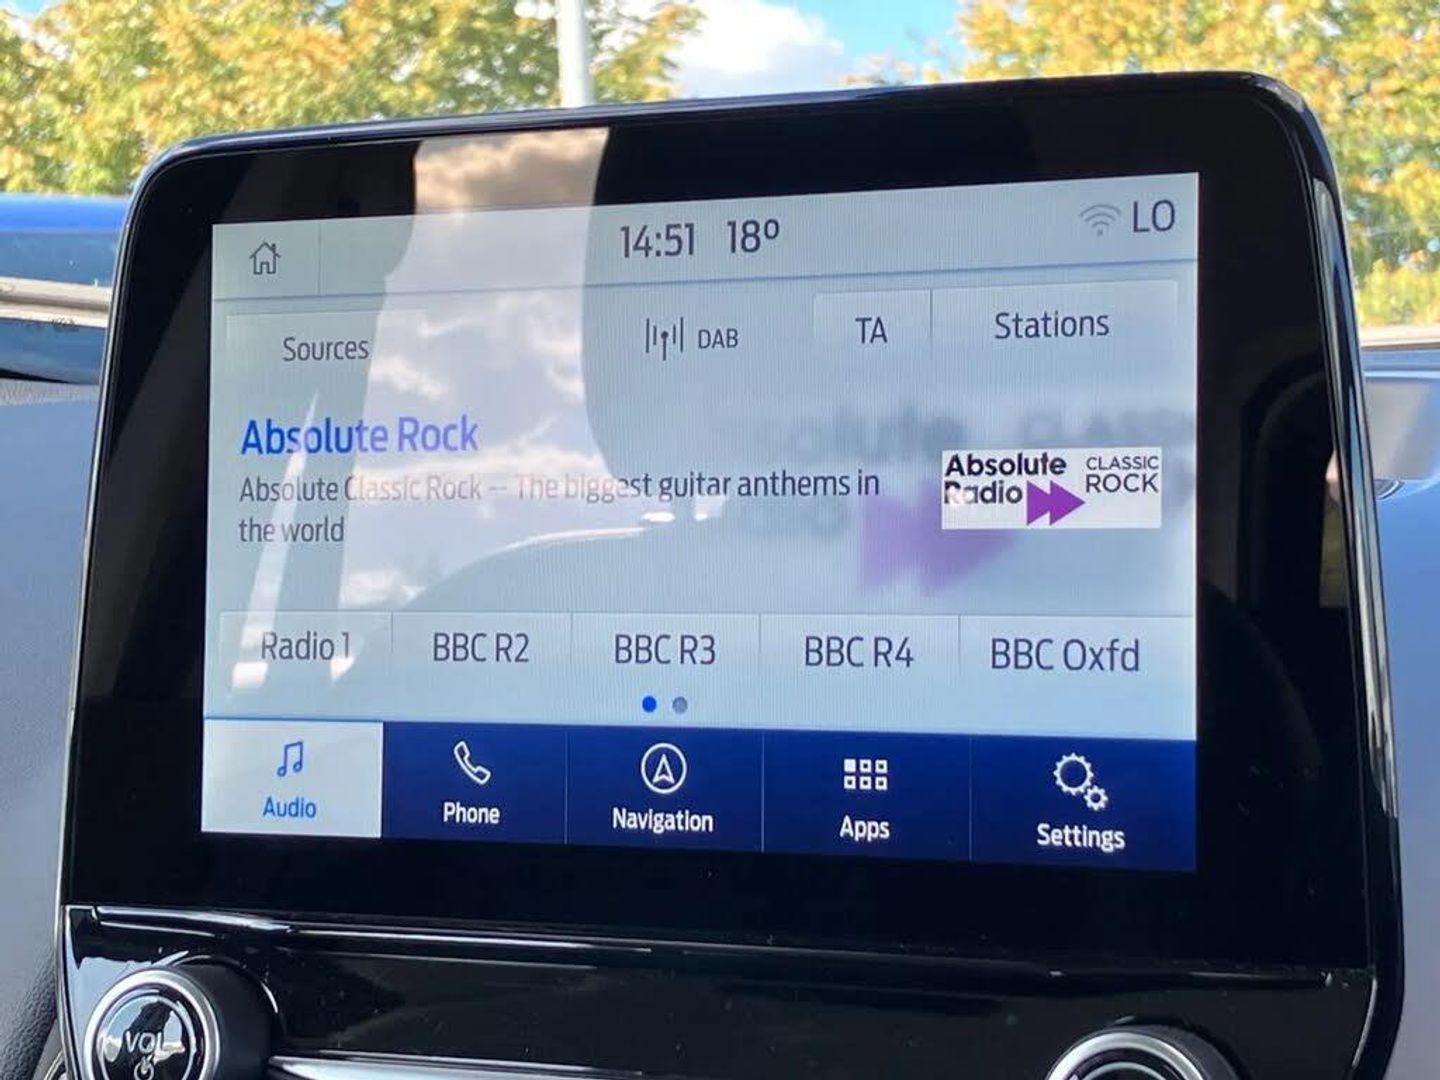 14:51 18º LO
Sources DAB TA Stations
Absolute Rock
Absolute Classic Rock -- The biggest guitar anthems in
the world
Absolute
Radio
CLASSIC
ROCK
Radio 1 BBC R2 BBC R3 BBC R4 BBC Oxfd
Audio Phone Navigation Apps Settings
VOL